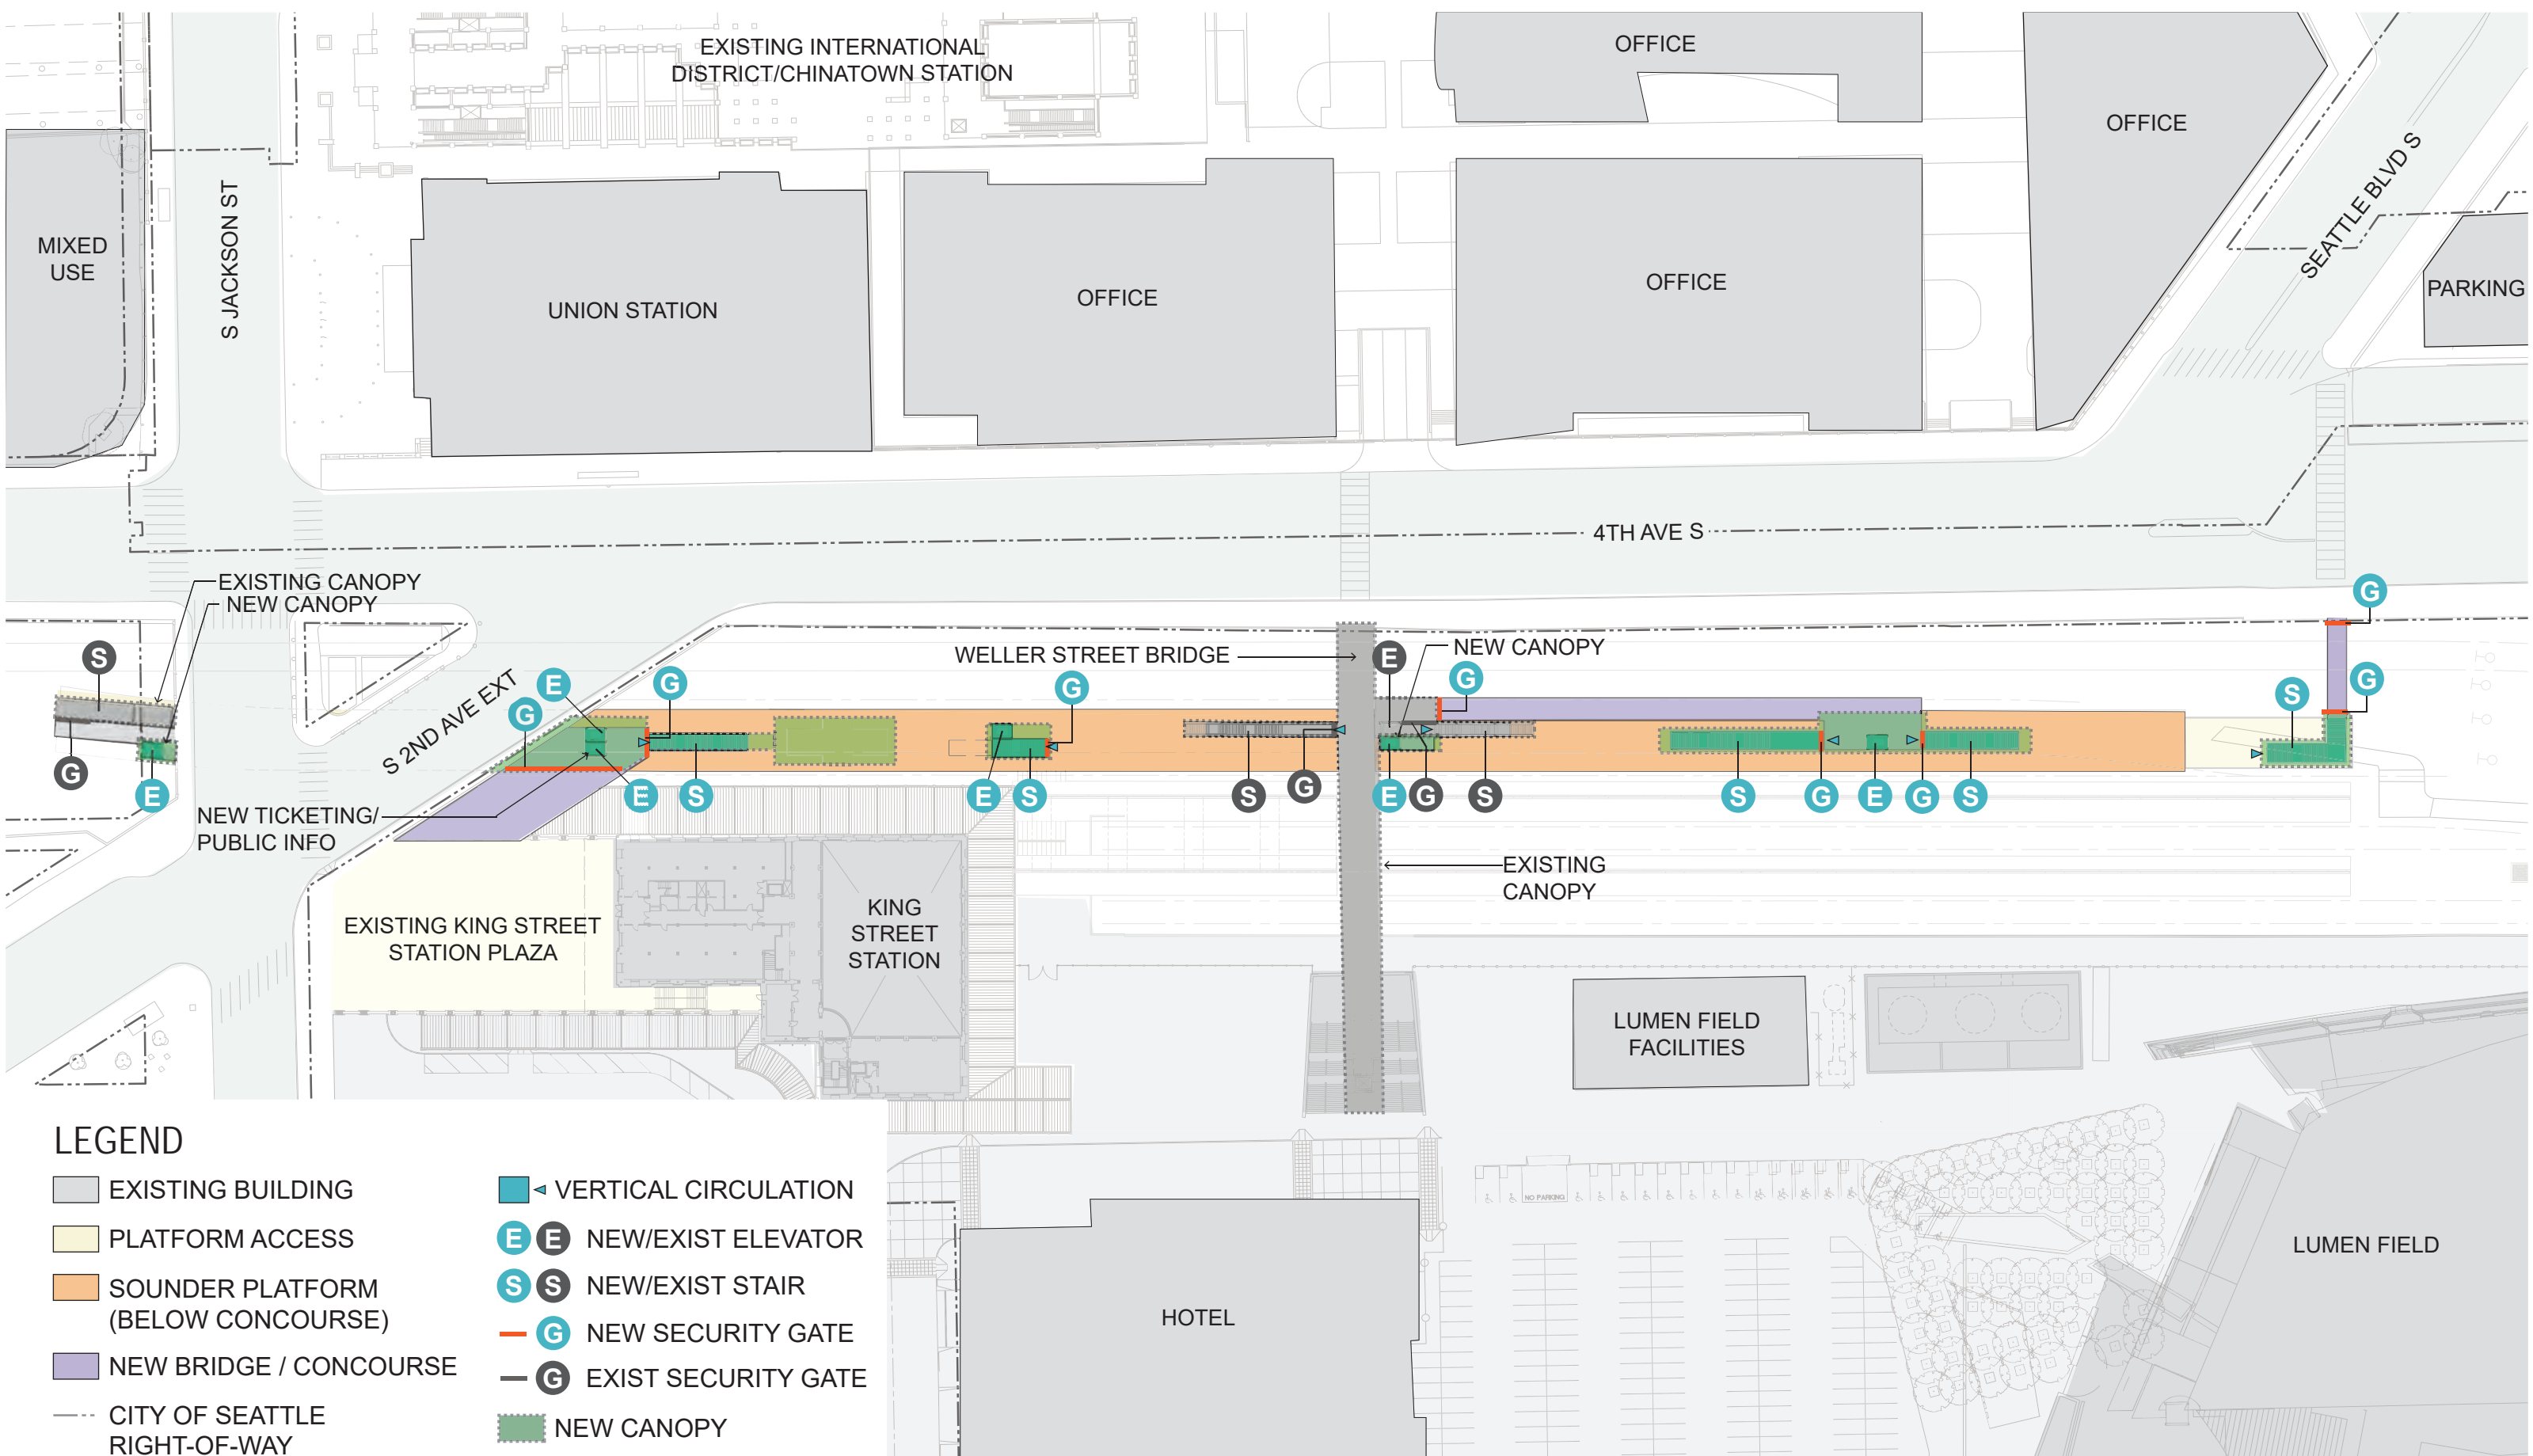 EXISTING INTERNATIONAL
DISTRICT/CHINATOWN STATION
OFFICE
OFFICE
SEATTLE BLVD S
MIXED
USE
S JACKSON ST
UNION STATION
OFFICE
OFFICE
PARKING
4TH AVE S
EXISTING CANOPY
NEW CANOPY
G
S
WELLER STREET BRIDGE
E
NEW CANOPY
S 2ND AVE EXT
E
G
G
G
G
G
S
G
E
E
S
E
S
S
G
E
G
S
S
G
E
G
S
NEW TICKETING/
PUBLIC INFO
EXISTING
CANOPY
EXISTING KING STREET
STATION PLAZA
KING
STREET
STATION
LUMEN FIELD
FACILITIES
NO PARKING
LUMEN FIELD
HOTEL
LEGEND
EXISTING BUILDING
PLATFORM ACCESS
SOUNDER PLATFORM
(BELOW CONCOURSE)
NEW BRIDGE / CONCOURSE
CITY OF SEATTLE
RIGHT-OF-WAY
VERTICAL CIRCULATION
E E NEW/EXIST ELEVATOR
S S NEW/EXIST STAIR
G NEW SECURITY GATE
G EXIST SECURITY GATE
NEW CANOPY